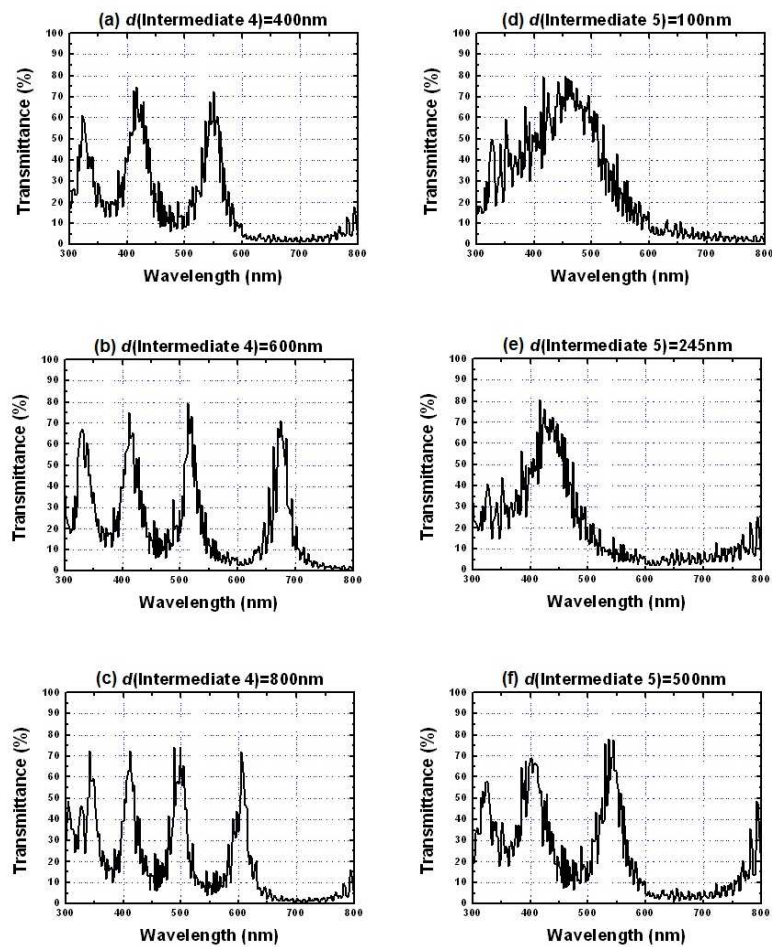 (a) d(Intermediate 4)=400nm
Transmittance (%)
100
90
80
70
60
50
40
30
20
10
0
300 400 500 600 700 800
Wavelength (nm)
(d) d(Intermediate 5)=100nm
Transmittance (%)
100
90
80
70
60
50
40
30
20
10
0
300 400 500 600 700 800
Wavelength (nm)
(b) d(Intermediate 4)=600nm
Transmittance (%)
100
90
80
70
60
50
40
30
20
10
0
300 400 500 600 700 800
Wavelength (nm)
(e) d(Intermediate 5)=245nm
Transmittance (%)
100
90
80
70
60
50
40
30
20
10
0
300 400 500 600 700 800
Wavelength (nm)
(c) d(Intermediate 4)=800nm
Transmittance (%)
100
90
80
70
60
50
40
30
20
10
0
300 400 500 600 700 800
Wavelength (nm)
(f) d(Intermediate 5)=500nm
Transmittance (%)
100
90
80
70
60
50
40
30
20
10
0
300 400 500 600 700 800
Wavelength (nm)